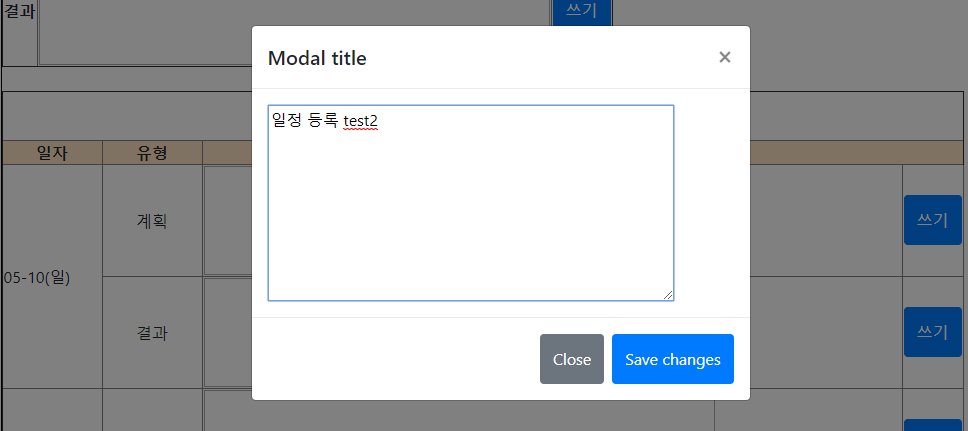 결과
쓰기
Modal title
×
일정 등록 test2
Close
Save changes
일자
유형
05-10(일)
계획
쓰기
결과
쓰기